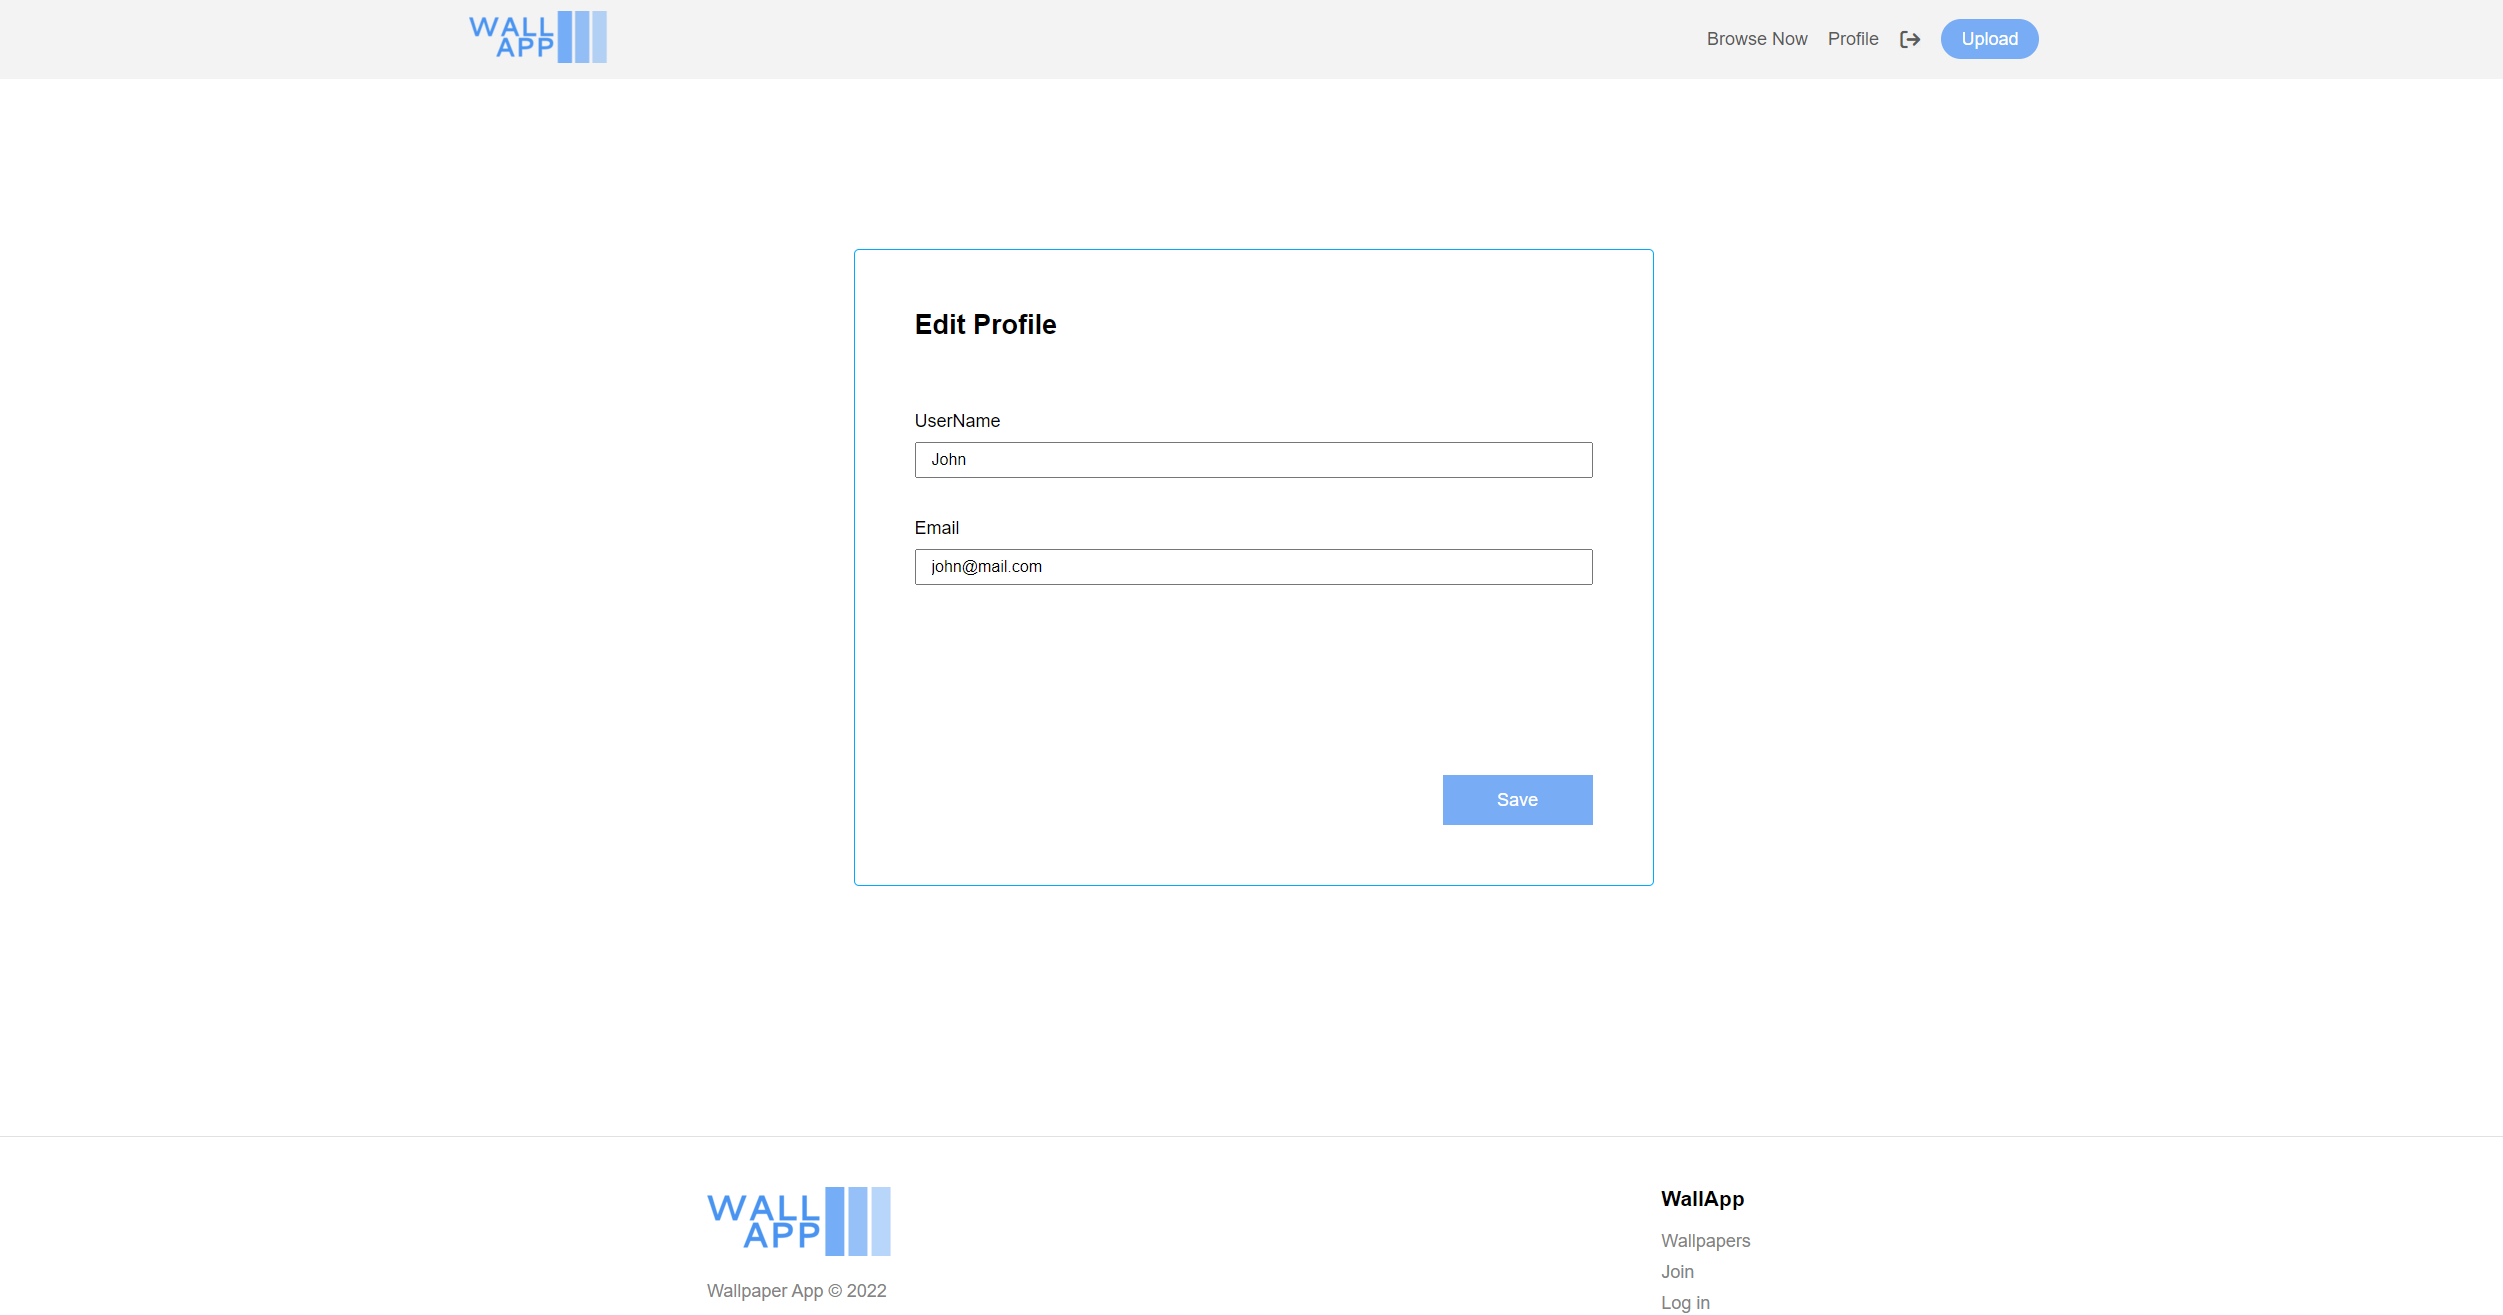 WALL
APP
Browse Now Profile Upload
Edit Profile
UserName
John
Email
john@mail.com
Save
WALL
APP
Wallpaper App © 2022
WallApp
Wallpapers
Join
Log in